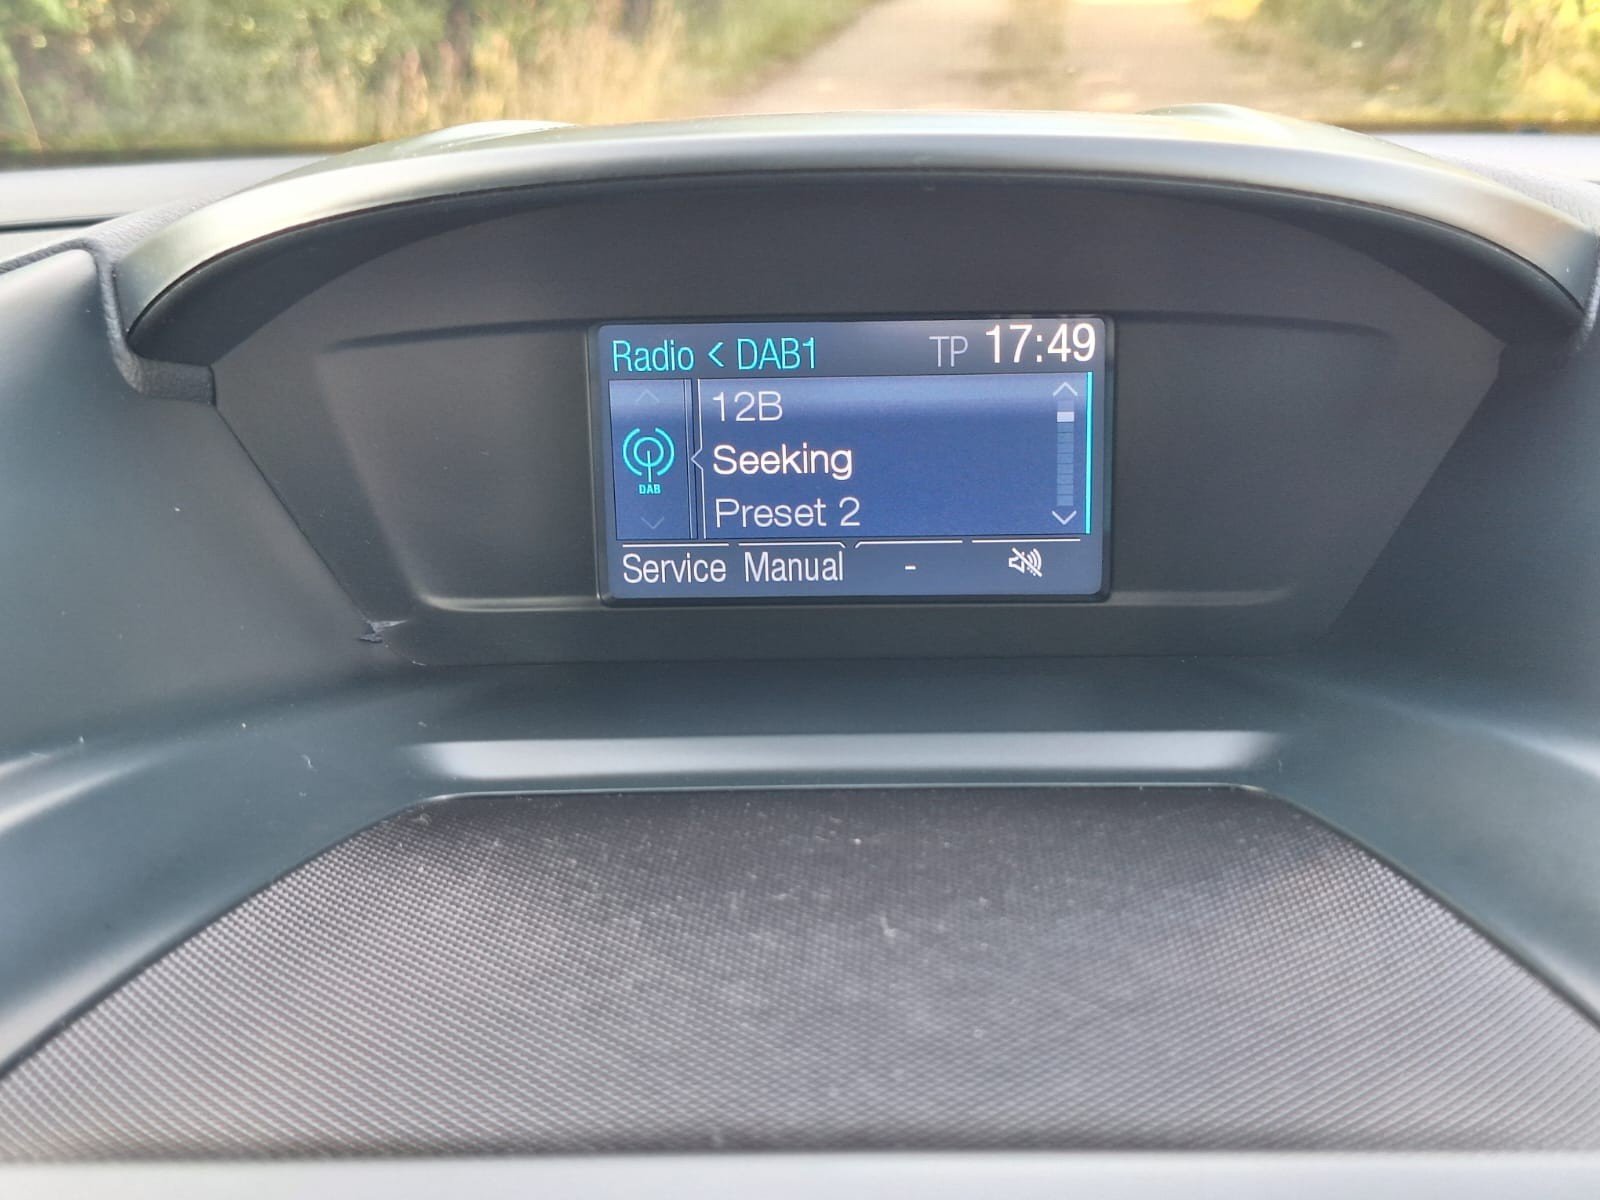 Radio < DAB1 TP 17:49
12B
DAB
Seeking
Preset 2
Service Manual -